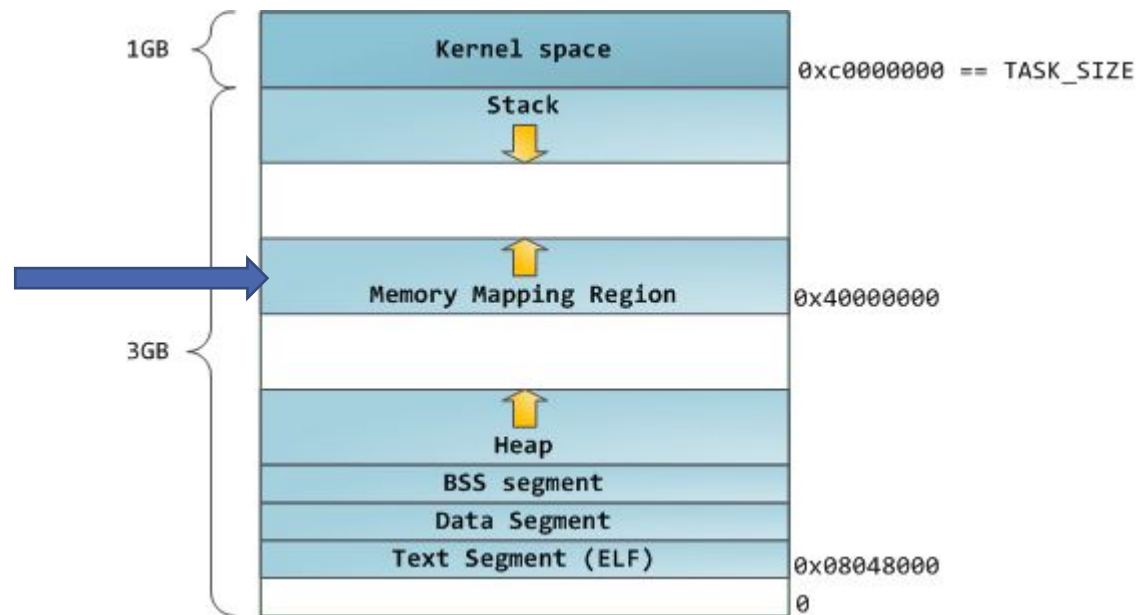 1GB
Kernel space
0xc0000000 == TASK_SIZE
Stack
Memory Mapping Region
0x40000000
3GB
Heap
BSS segment
Data Segment
Text Segment (ELF)
0x08048000
0